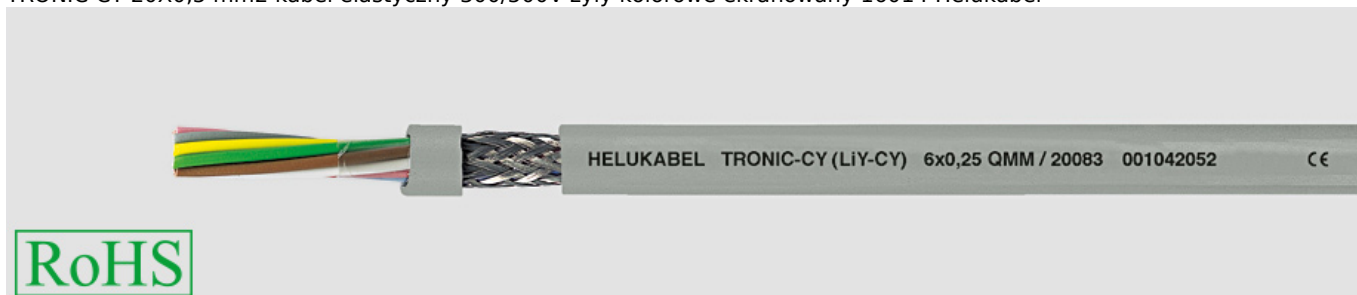 HELUKABEL TRONIC-CY (LiY-CY) 6x0,25 QMM / 20083 001042052 CE
RoHS